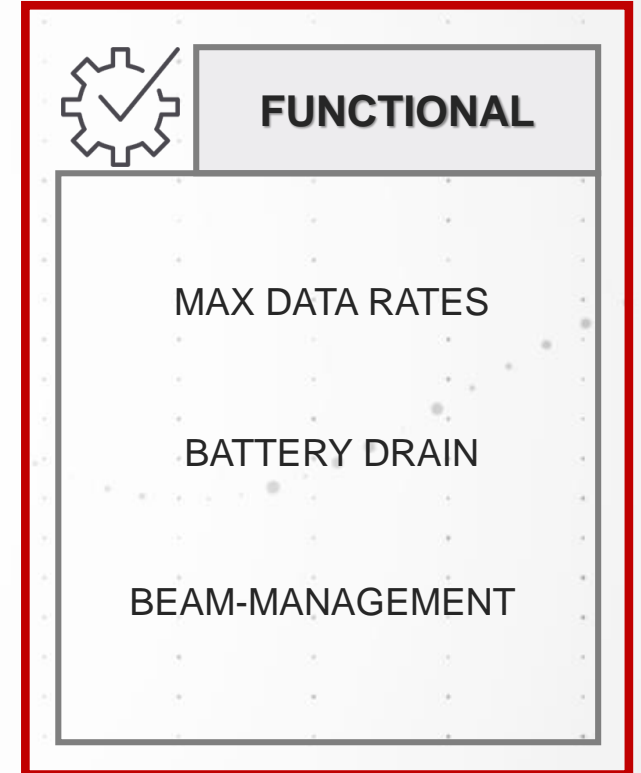 FUNCTIONAL
MAX DATA RATES
BATTERY DRAIN
BEAM-MANAGEMENT